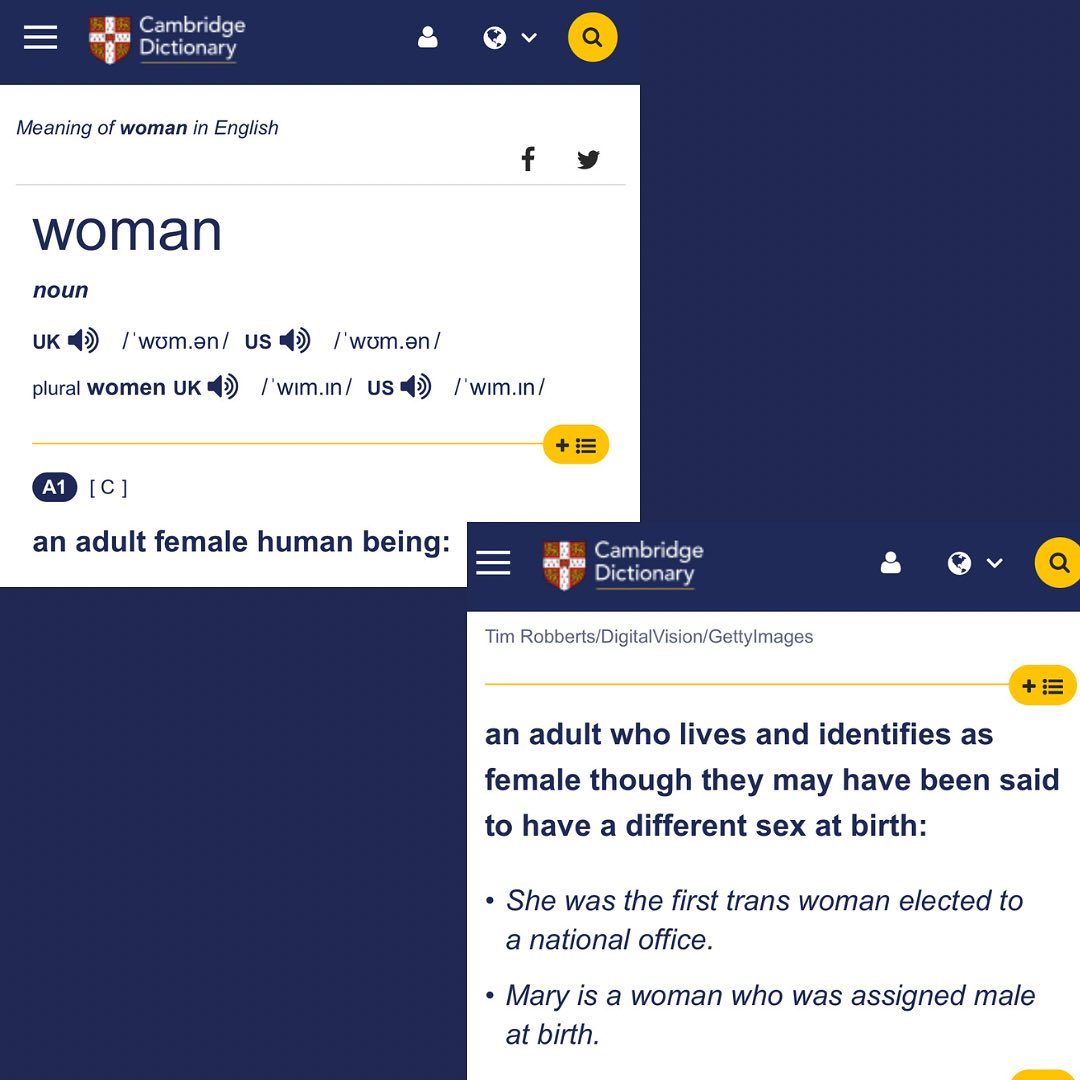 Cambridge
Dictionary
Meaning of woman in English
woman
noun
UK /ˈwʊm.ən/ US /ˈwʊm.ən/
plural women UK /ˈwɪm.ɪn/ US /ˈwɪm.ɪn/
+
A1 [ C ]
an adult female human being:
Cambridge
Dictionary
Tim Robberts/DigitalVision/GettyImages
+
an adult who lives and identifies as
female though they may have been said
to have a different sex at birth:
• She was the first trans woman elected to
a national office.
• Mary is a woman who was assigned male
at birth.